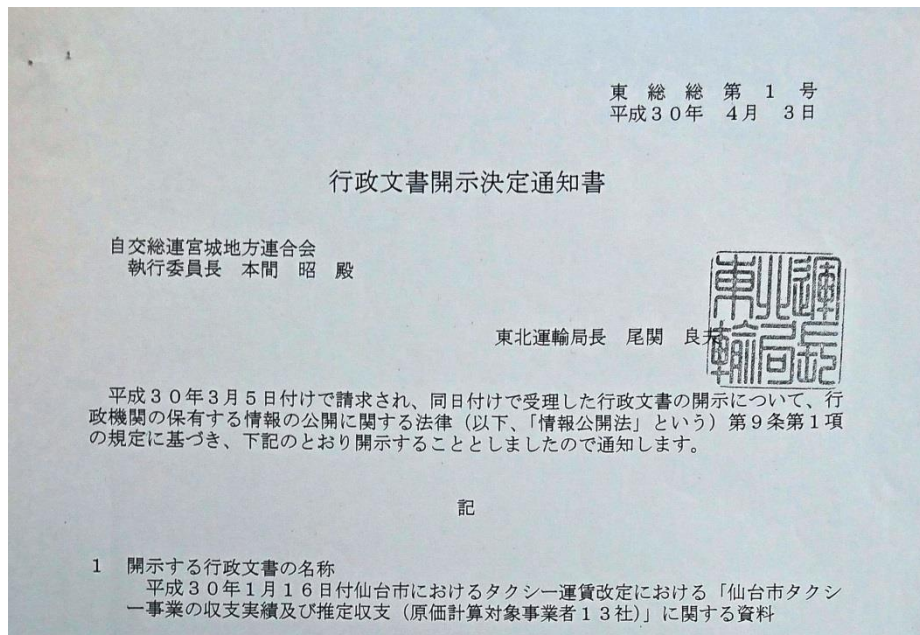 東総総第1号
平成30年 4月 3日
行政文書開示決定通知書
自交総連宮城地方連合会
執行委員長 本間 昭 殿
東北運輸局長 尾関 良夫
東北運輸局長
平成30年3月5日付けで請求され、同日付けで受理した行政文書の開示について、行
政機関の保有する情報の公開に関する法律（以下、「情報公開法」という）第9条第1項
の規定に基づき、下記のとおり開示することとしましたので通知します。
記
1 開示する行政文書の名称
平成30年1月16日付仙台市におけるタクシー運賃改定における「仙台市タクシ
ー事業の収支実績及び推定収支（原価計算対象事業者13社）」に関する資料